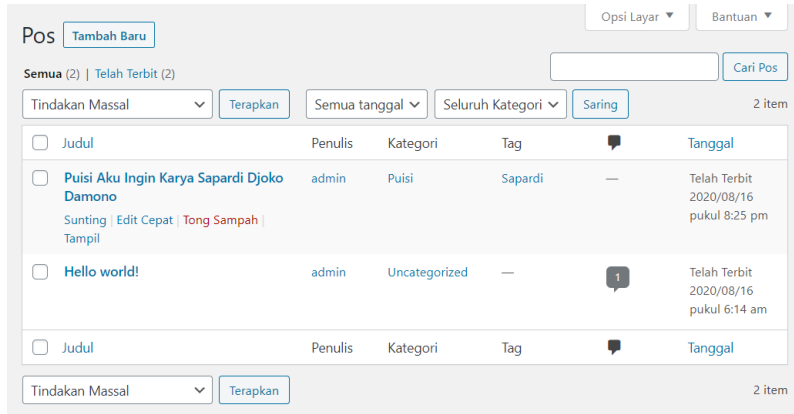 Opsi Layar Bantuan
Pos Tambah Baru
Semua (2) | Telah Terbit (2)
Cari Pos
Tindakan Massal Terapkan Semua tanggal Seluruh Kategori Saring 2 item
Judul Penulis Kategori Tag Tanggal
Puisi Aku Ingin Karya Sapardi Djoko admin Puisi Sapardi — Telah Terbit
Damono 2020/08/16
Sunting | Edit Cepat | Tong Sampah | pukul 8:25 pm
Tampil
Hello world! admin Uncategorized — 1 Telah Terbit
2020/08/16
pukul 6:14 am
Judul Penulis Kategori Tag Tanggal
Tindakan Massal Terapkan 2 item